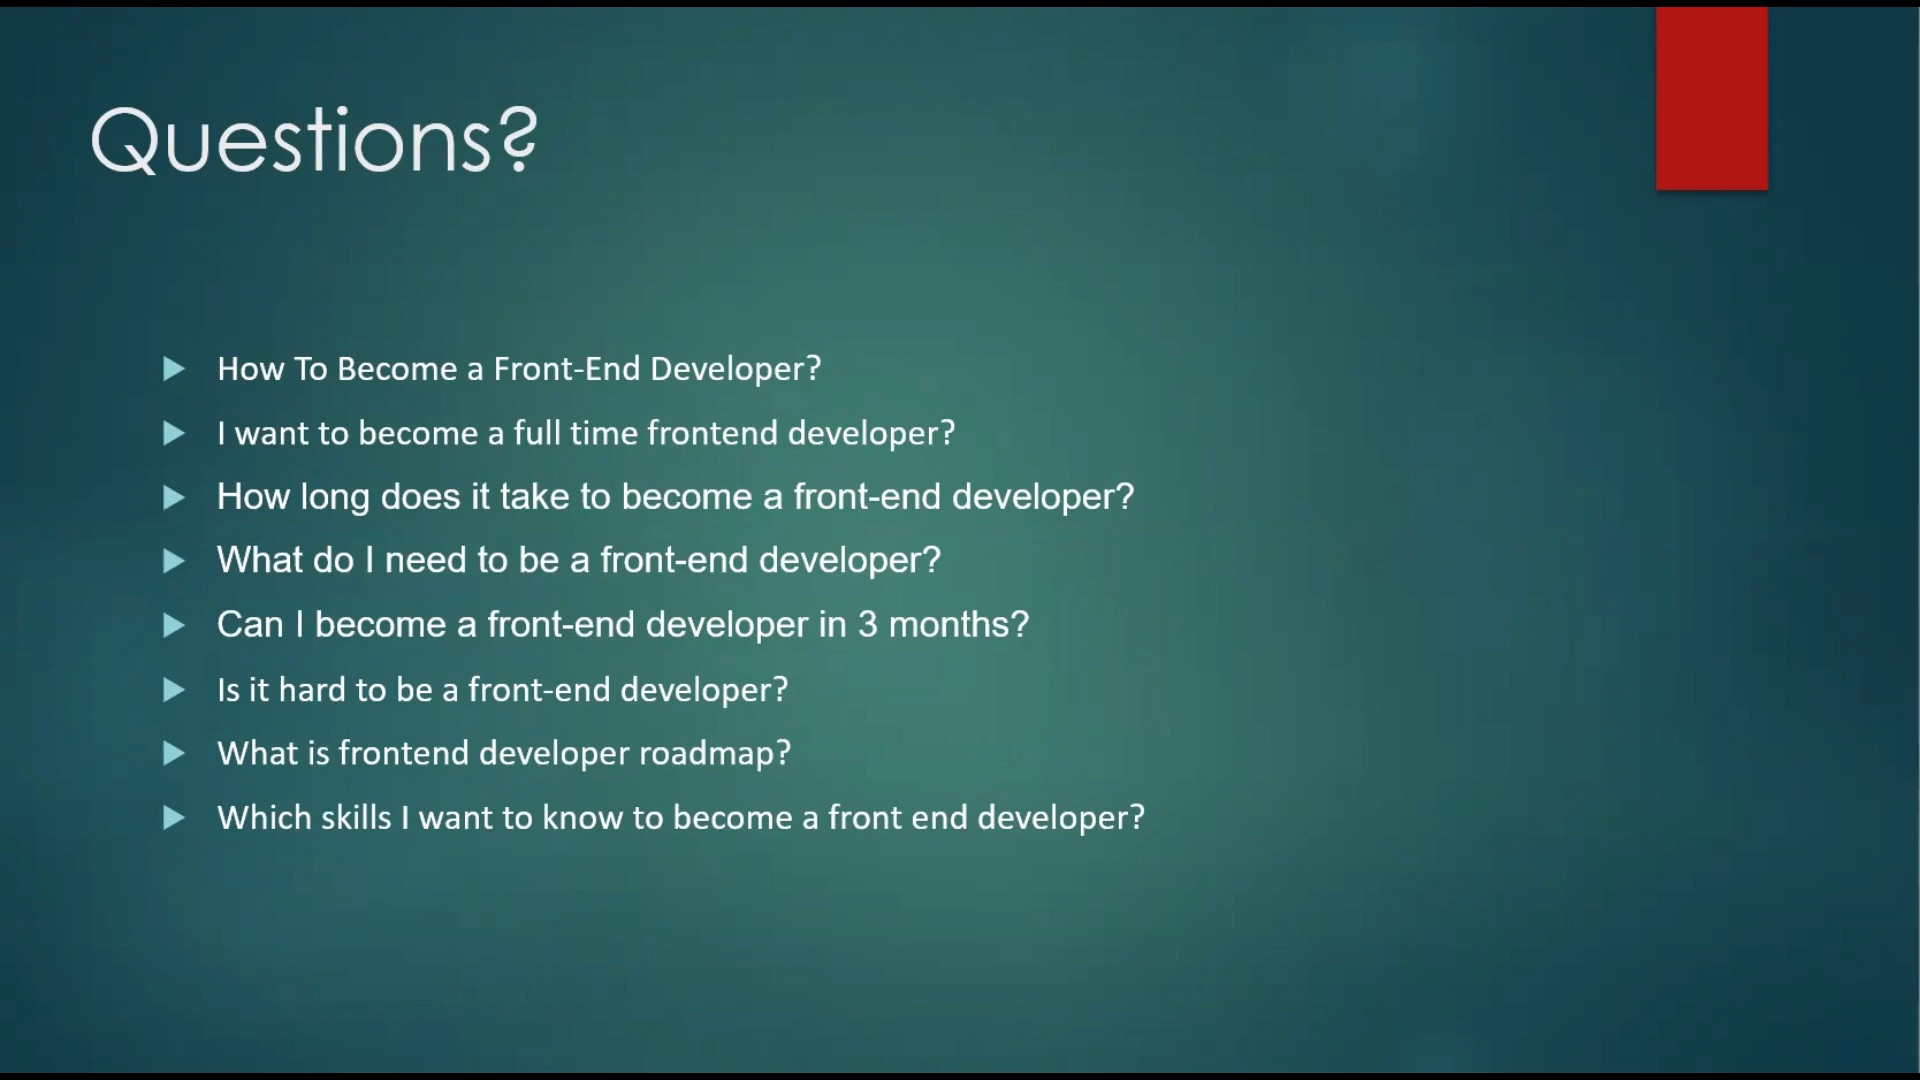 Questions?
How To Become a Front-End Developer?
I want to become a full time frontend developer?
How long does it take to become a front-end developer?
What do I need to be a front-end developer?
Can I become a front-end developer in 3 months?
Is it hard to be a front-end developer?
What is frontend developer roadmap?
Which skills I want to know to become a front end developer?